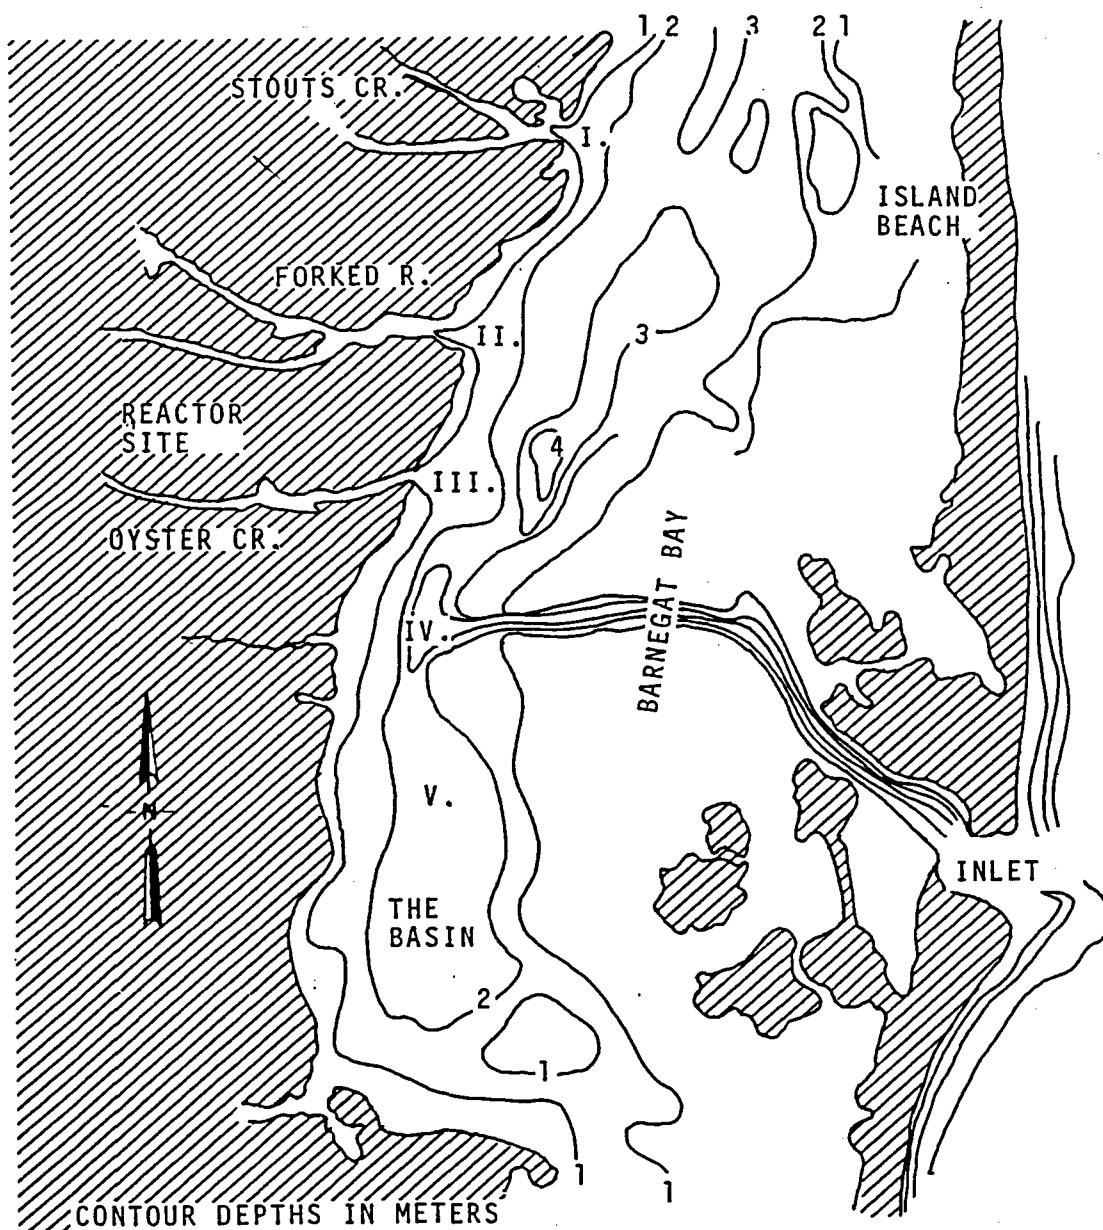 1 2 3 2 1
STOUTS CR.
I.
ISLAND
BEACH
FORKED R.
II.
3
REACTOR
SITE
4
III.
OYSTER CR.
BARNEGAT BAY
IV.
N
V.
INLET
THE
BASIN
2
1
1
1
CONTOUR DEPTHS IN METERS